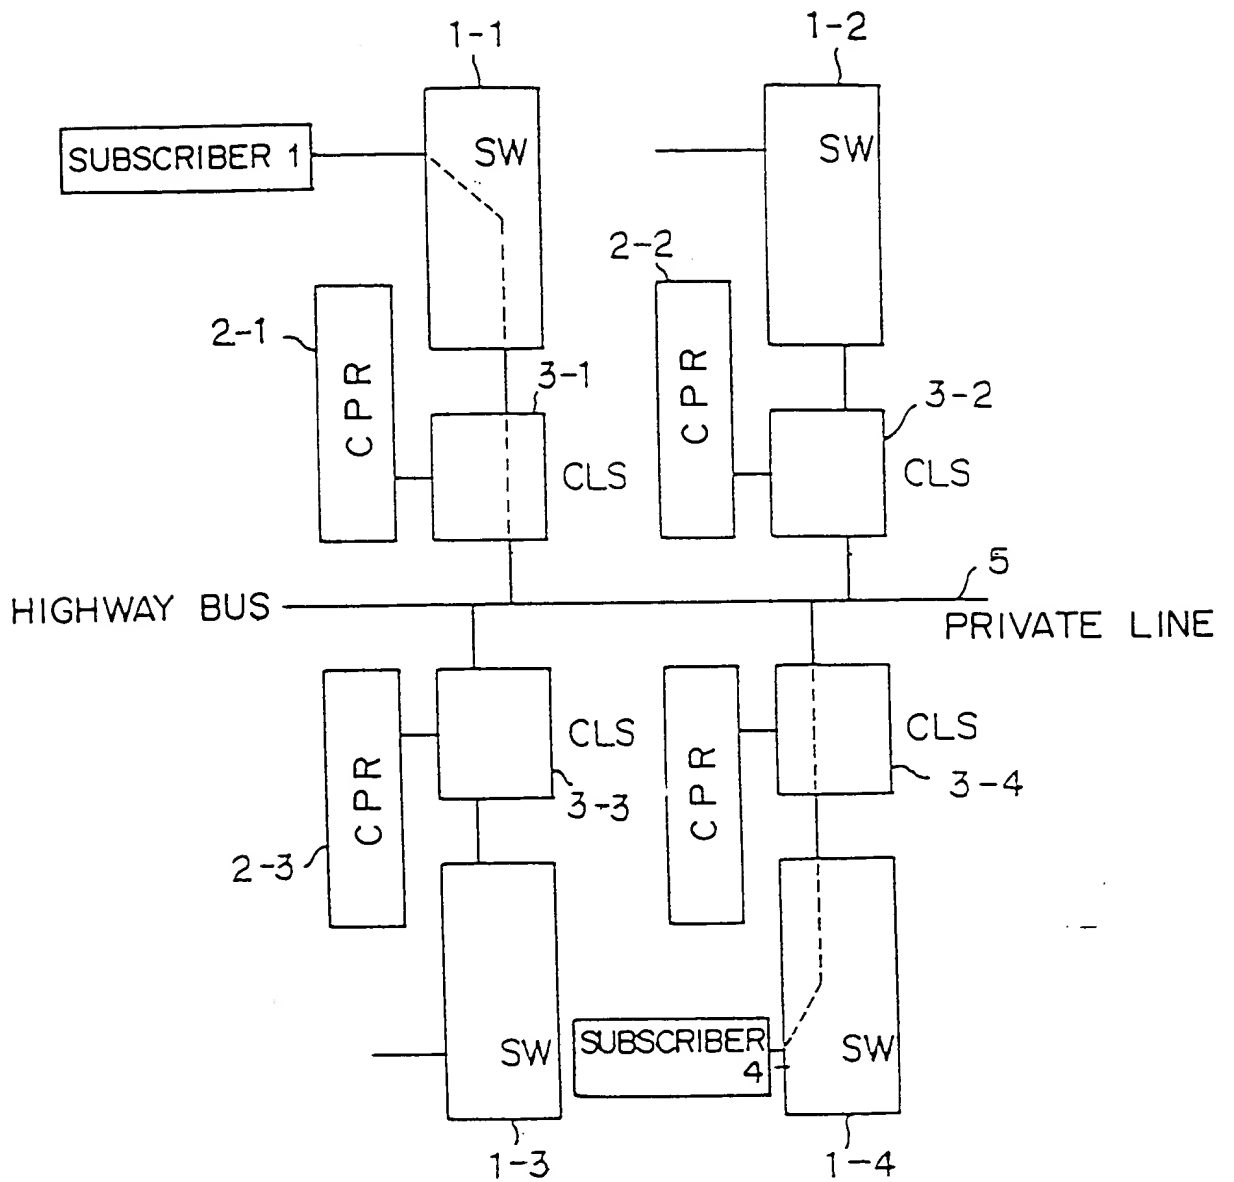 1-1
1-2
SUBSCRIBER 1
SW
SW
2-2
2-1
CPR
3-1
CPR
3-2
CLS
CLS
5
HIGHWAY BUS
PRIVATE LINE
CLS
CLS
CPR
CPR
3-3
3-4
2-3
SW
SUBSCRIBER
4
SW
1-3
1-4